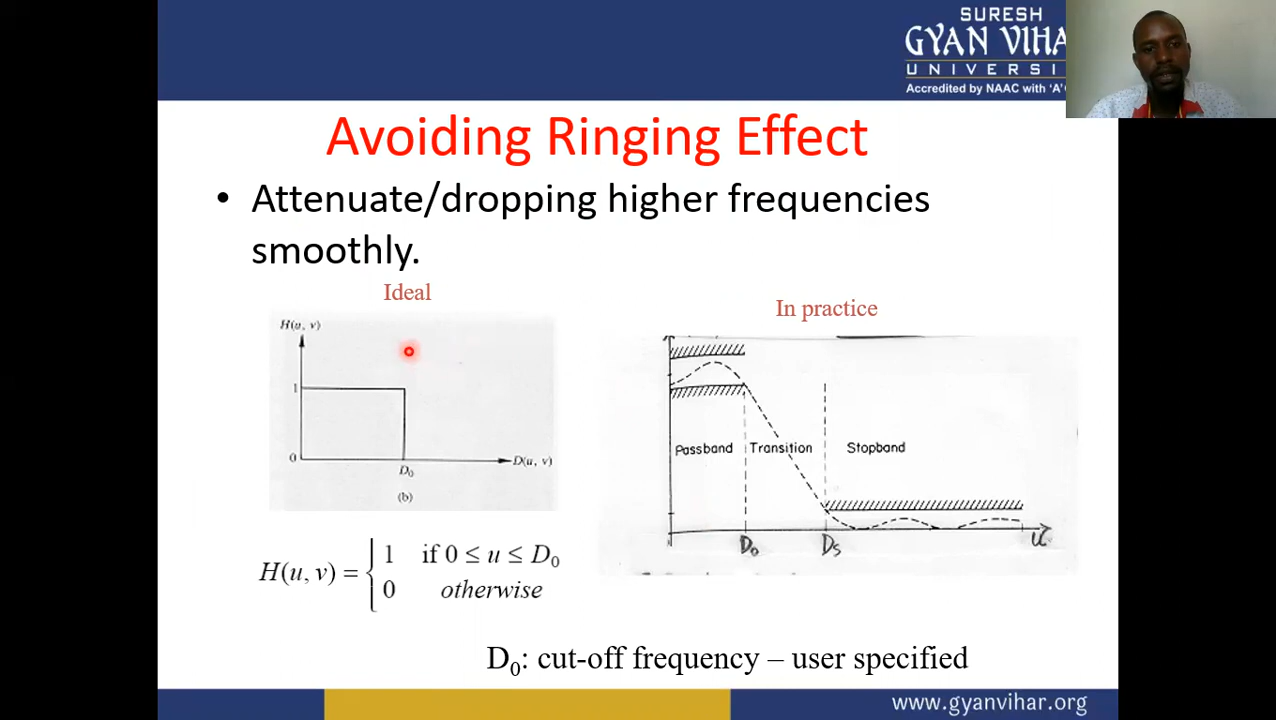 SURESH
GYAN VIHA
UNIVERSI
Accredited by NAAC with 'A'
Avoiding Ringing Effect
• Attenuate/dropping higher frequencies
smoothly.
Ideal
In practice
H(u, v)
1
0
D₀
D(u, v)
(b)
Passband
Transition
Stopband
D₀
Ds
u
H(u, v) = { 1 if 0 ≤ u ≤ D₀
0 otherwise
D₀: cut-off frequency – user specified
www.gyanvihar.org